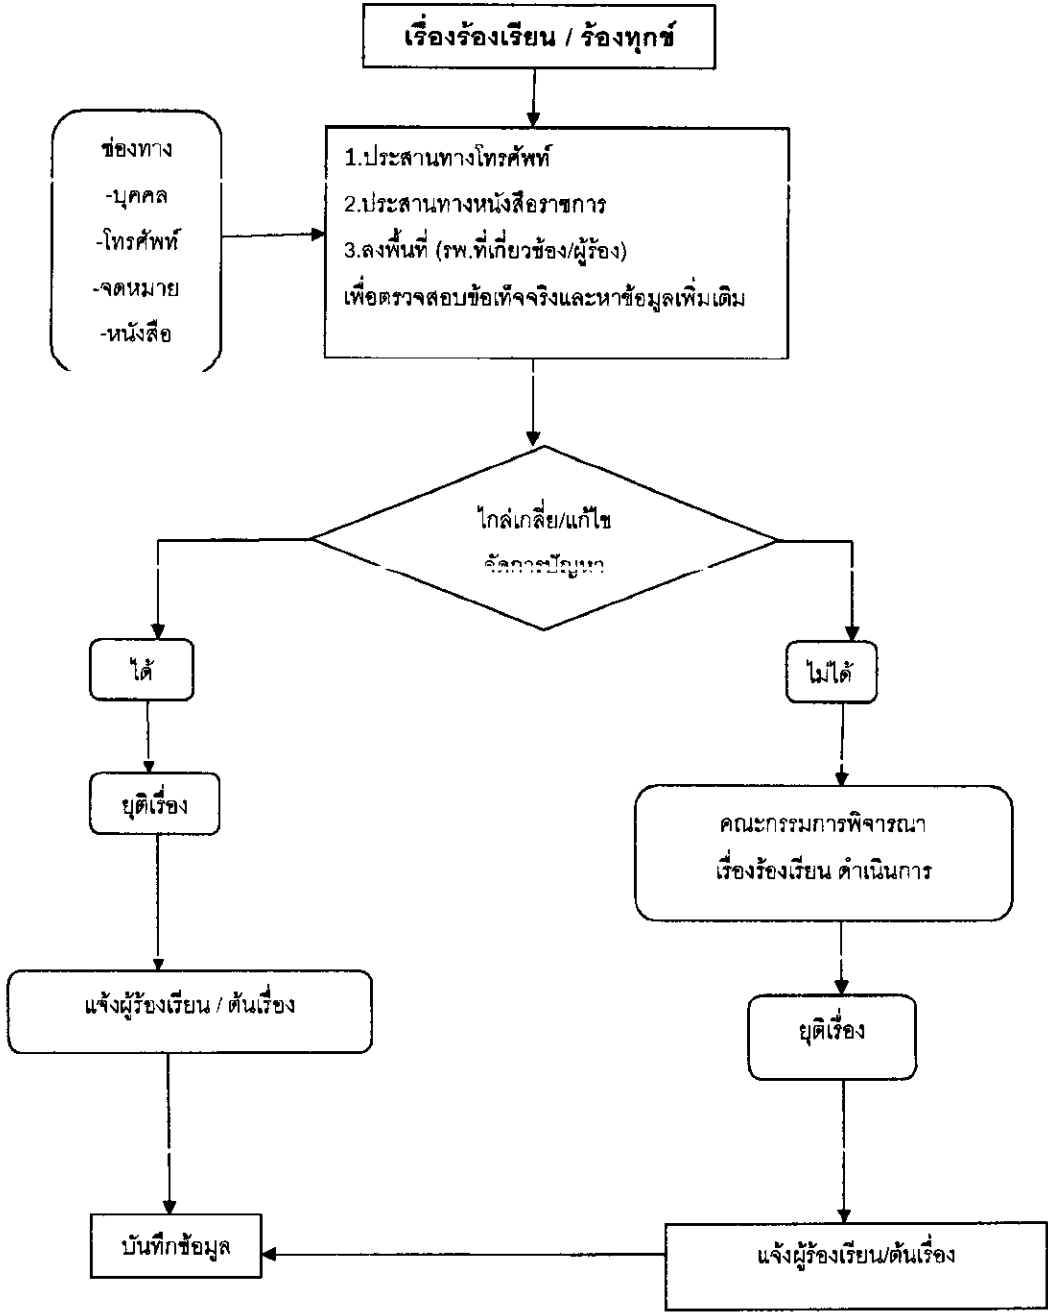 เรื่องร้องเรียน / ร้องทุกข์
ช่องทาง
-บุคคล
-โทรศัพท์
-จดหมาย
-หนังสือ
1.ประสานทางโทรศัพท์
2.ประสานทางหนังสือราชการ
3.ลงพื้นที่ (รพ.ที่เกี่ยวข้อง/ผู้ร้อง)
เพื่อตรวจสอบข้อเท็จจริงและหาข้อมูลเพิ่มเติม
ไกล่เกลี่ย/แก้ไข
จัดการปัญหา
ได้
ไม่ได้
ยุติเรื่อง
คณะกรรมการพิจารณา
เรื่องร้องเรียน ดำเนินการ
แจ้งผู้ร้องเรียน / ต้นเรื่อง
ยุติเรื่อง
บันทึกข้อมูล
แจ้งผู้ร้องเรียน/ต้นเรื่อง